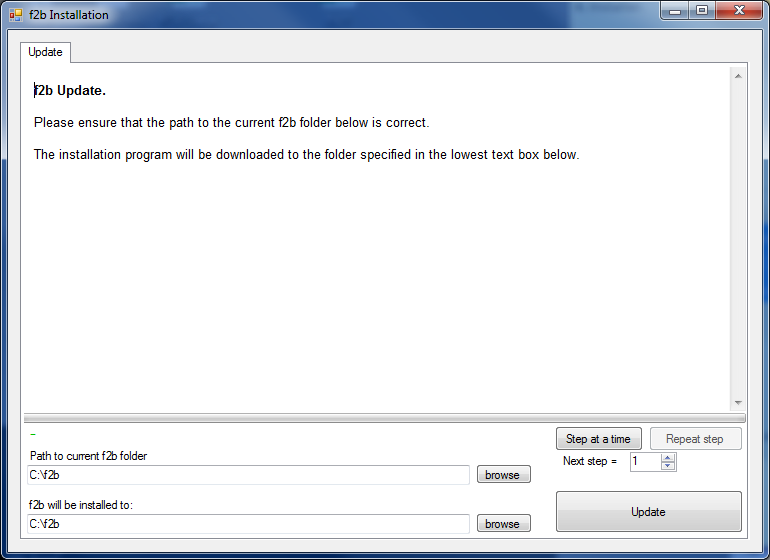 f2b Installation
Update
f2b Update.
Please ensure that the path to the current f2b folder below is correct.
The installation program will be downloaded to the folder specified in the lowest text box below.
-
Step at a time
Repeat step
Path to current f2b folder
Next step =
1
C:\f2b
browse
f2b will be installed to:
C:\f2b
browse
Update